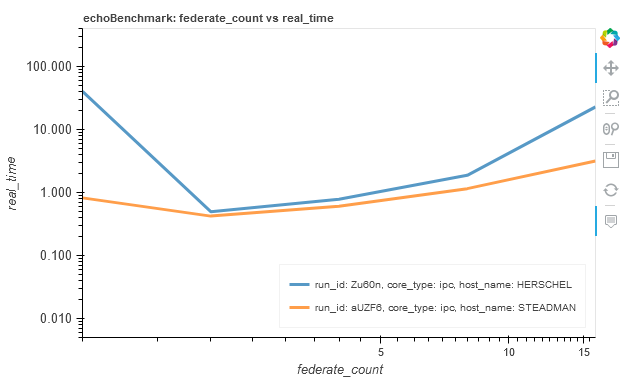 echoBenchmark: federate_count vs real_time
100.000
10.000
1.000
0.100
0.010
real_time
run_id: Zu60n, core_type: ipc, host_name: HERSCHEL
run_id: aUZF6, core_type: ipc, host_name: STEADMAN
5
10
15
federate_count